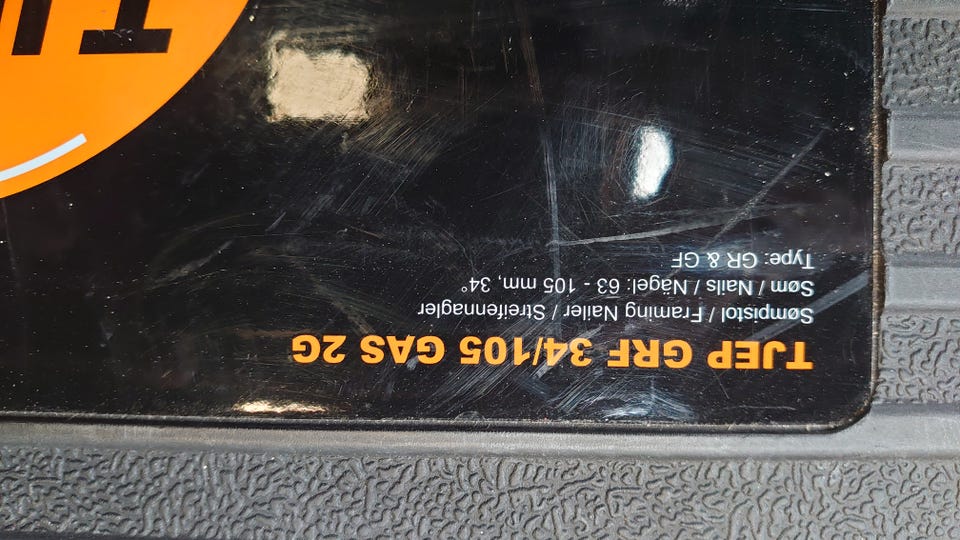 TJEP GRF 34/105 GAS 2G
Sømpistol / Framing Nailer / Streifennagler
Søm / Nails / Nägel: 63 - 105 mm, 34°
Type: GR & GF